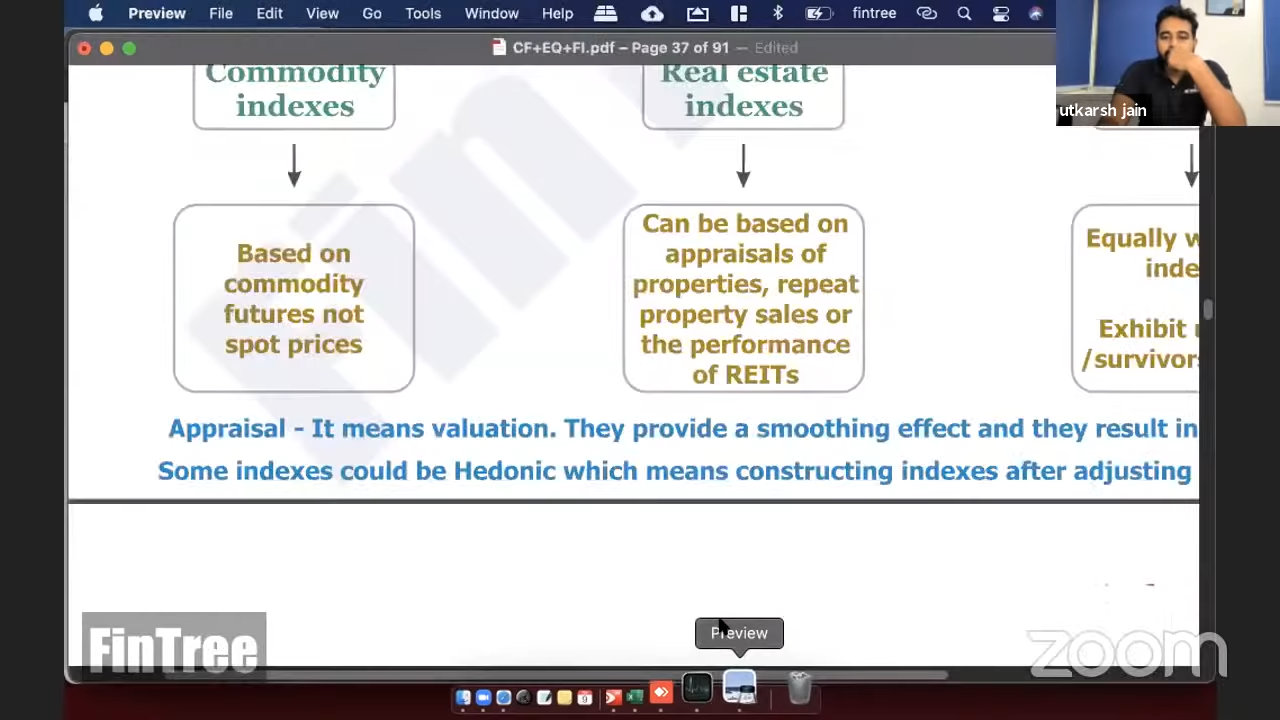 Preview File Edit View Go Tools Window Help fintree
CF+EQ+FI.pdf – Page 37 of 91 — Edited
utkarsh jain
Commodity
indexes
Real estate
indexes
Based on
commodity
futures not
spot prices
Can be based on
appraisals of
properties, repeat
property sales or
the performance
of REITs
Equally w
inde
Exhibit
/survivors
Appraisal - It means valuation. They provide a smoothing effect and they result in
Some indexes could be Hedonic which means constructing indexes after adjusting
FinTree
Preview
zoom